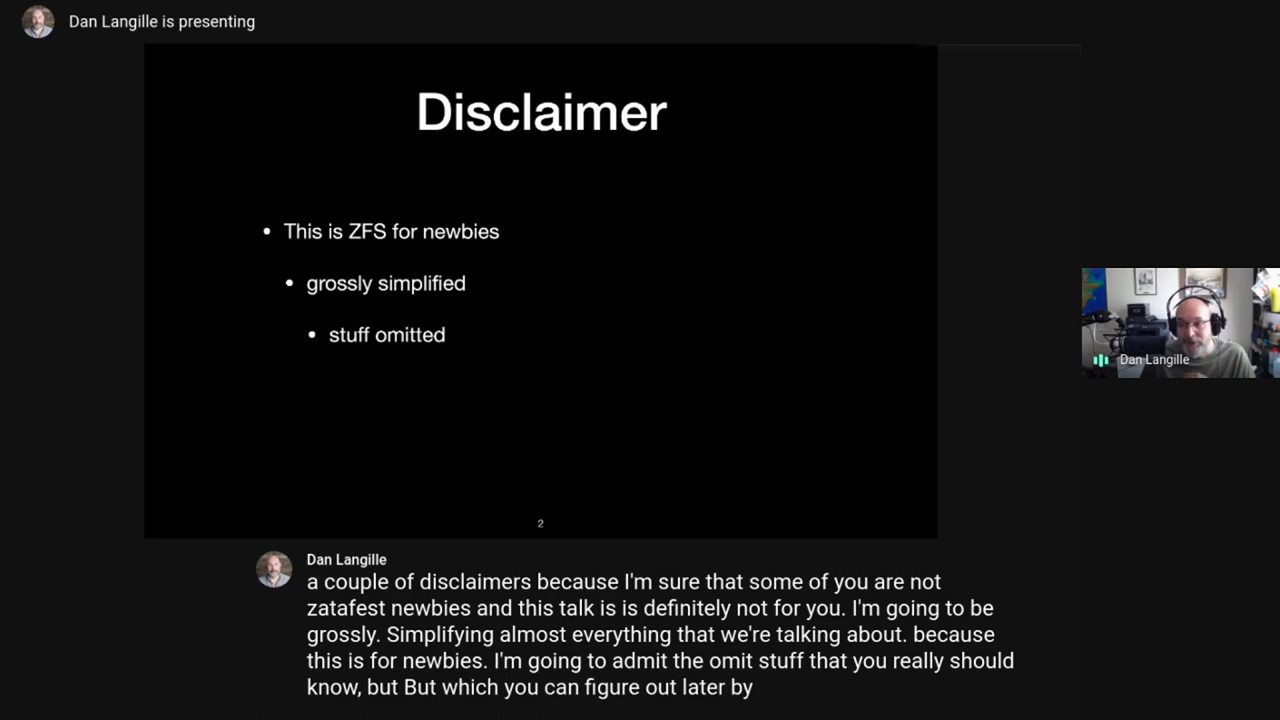 Dan Langille is presenting
Disclaimer
• This is ZFS for newbies
• grossly simplified
• stuff omitted
2
Dan Langille
Dan Langille
a couple of disclaimers because I'm sure that some of you are not
zatafest newbies and this talk is is definitely not for you. I'm going to be
grossly. Simplifying almost everything that we're talking about. because
this is for newbies. I'm going to admit the omit stuff that you really should
know, but But which you can figure out later by